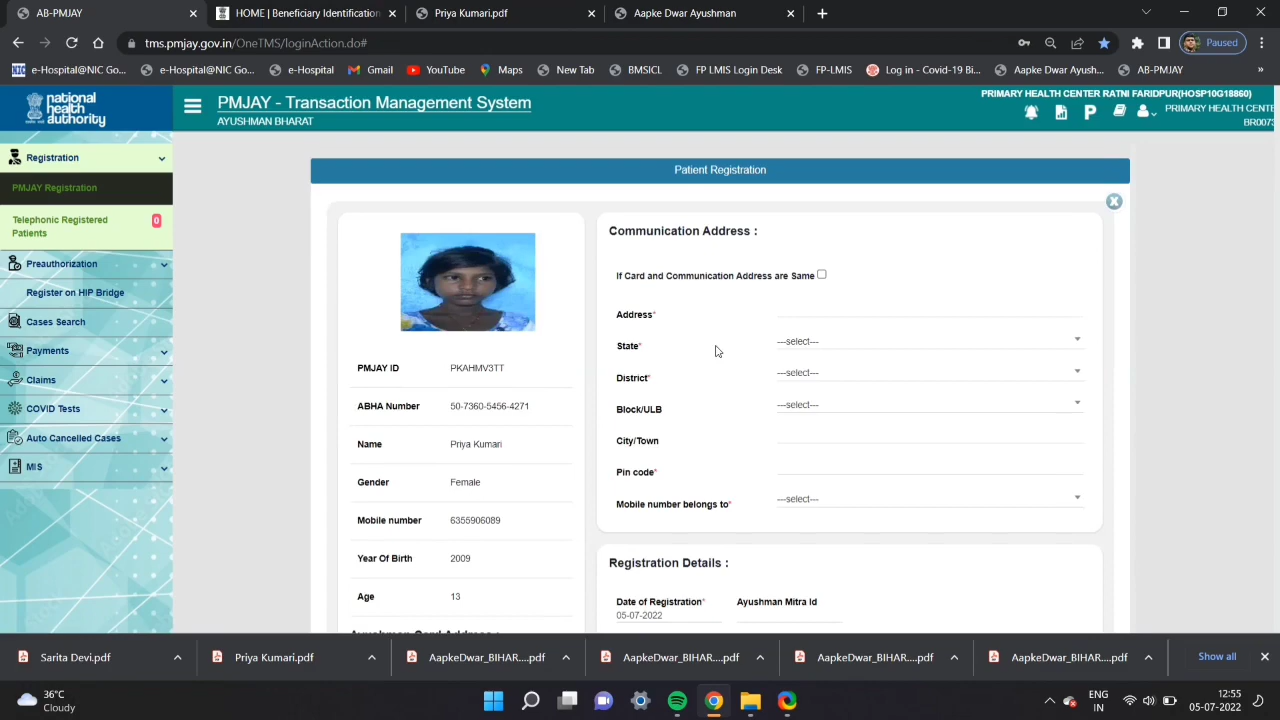 AB-PMJAY
HOME | Beneficiary Identification
Priya Kumari.pdf
Aapke Dwar Ayushman
tms.pmjay.gov.in/OneTMS/loginAction.do#
Paused
e-Hospital@NIC Go...
e-Hospital@NIC Go...
e-Hospital
Gmail
YouTube
Maps
New Tab
BMSICL
FP LMIS Login Desk
FP-LMIS
Log in - Covid-19 Bi...
Aapke Dwar Ayush...
AB-PMJAY
»
national
health
authority
PMJAY - Transaction Management System
AYUSHMAN BHARAT
PRIMARY HEALTH CENTER RATNI FARIDPUR(HOSP10G18860)
PRIMARY HEALTH CENTE
BR0073
Registration
PMJAY Registration
Telephonic Registered
Patients
0
Preauthorization
Register on HIP Bridge
Cases Search
Payments
Claims
COVID Tests
Auto Cancelled Cases
MIS
Patient Registration
X
PMJAY ID PKAHMV3TT
ABHA Number 50-7360-5456-4271
Name Priya Kumari
Gender Female
Mobile number 6355906089
Year Of Birth 2009
Age 13
Communication Address :
If Card and Communication Address are Same
Address*
State* ---select---
District* ---select---
Block/ULB ---select---
City/Town
Pin code*
Mobile number belongs to* ---select---
Registration Details :
Date of Registration* Ayushman Mitra Id
05-07-2022
Sarita Devi.pdf
Priya Kumari.pdf
AapkeDwar_BIHAR....pdf
AapkeDwar_BIHAR....pdf
AapkeDwar_BIHAR....pdf
AapkeDwar_BIHAR....pdf
Show all
36°C
Cloudy
ENG
IN
12:55
05-07-2022